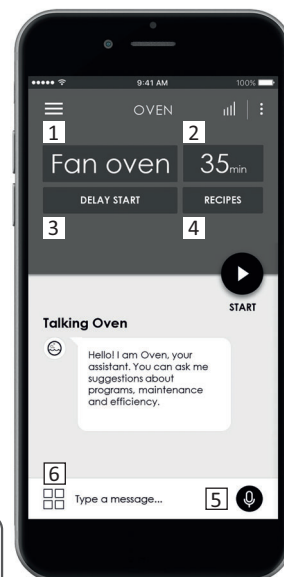 9:41 AM 100%
OVEN
1 2
Fan oven 35min
DELAY START RECIPES
3 4
START
Talking Oven
Hello! I am Oven, your
assistant. You can ask me
suggestions about
programs, maintenance
and efficiency.
6
Type a message... 5